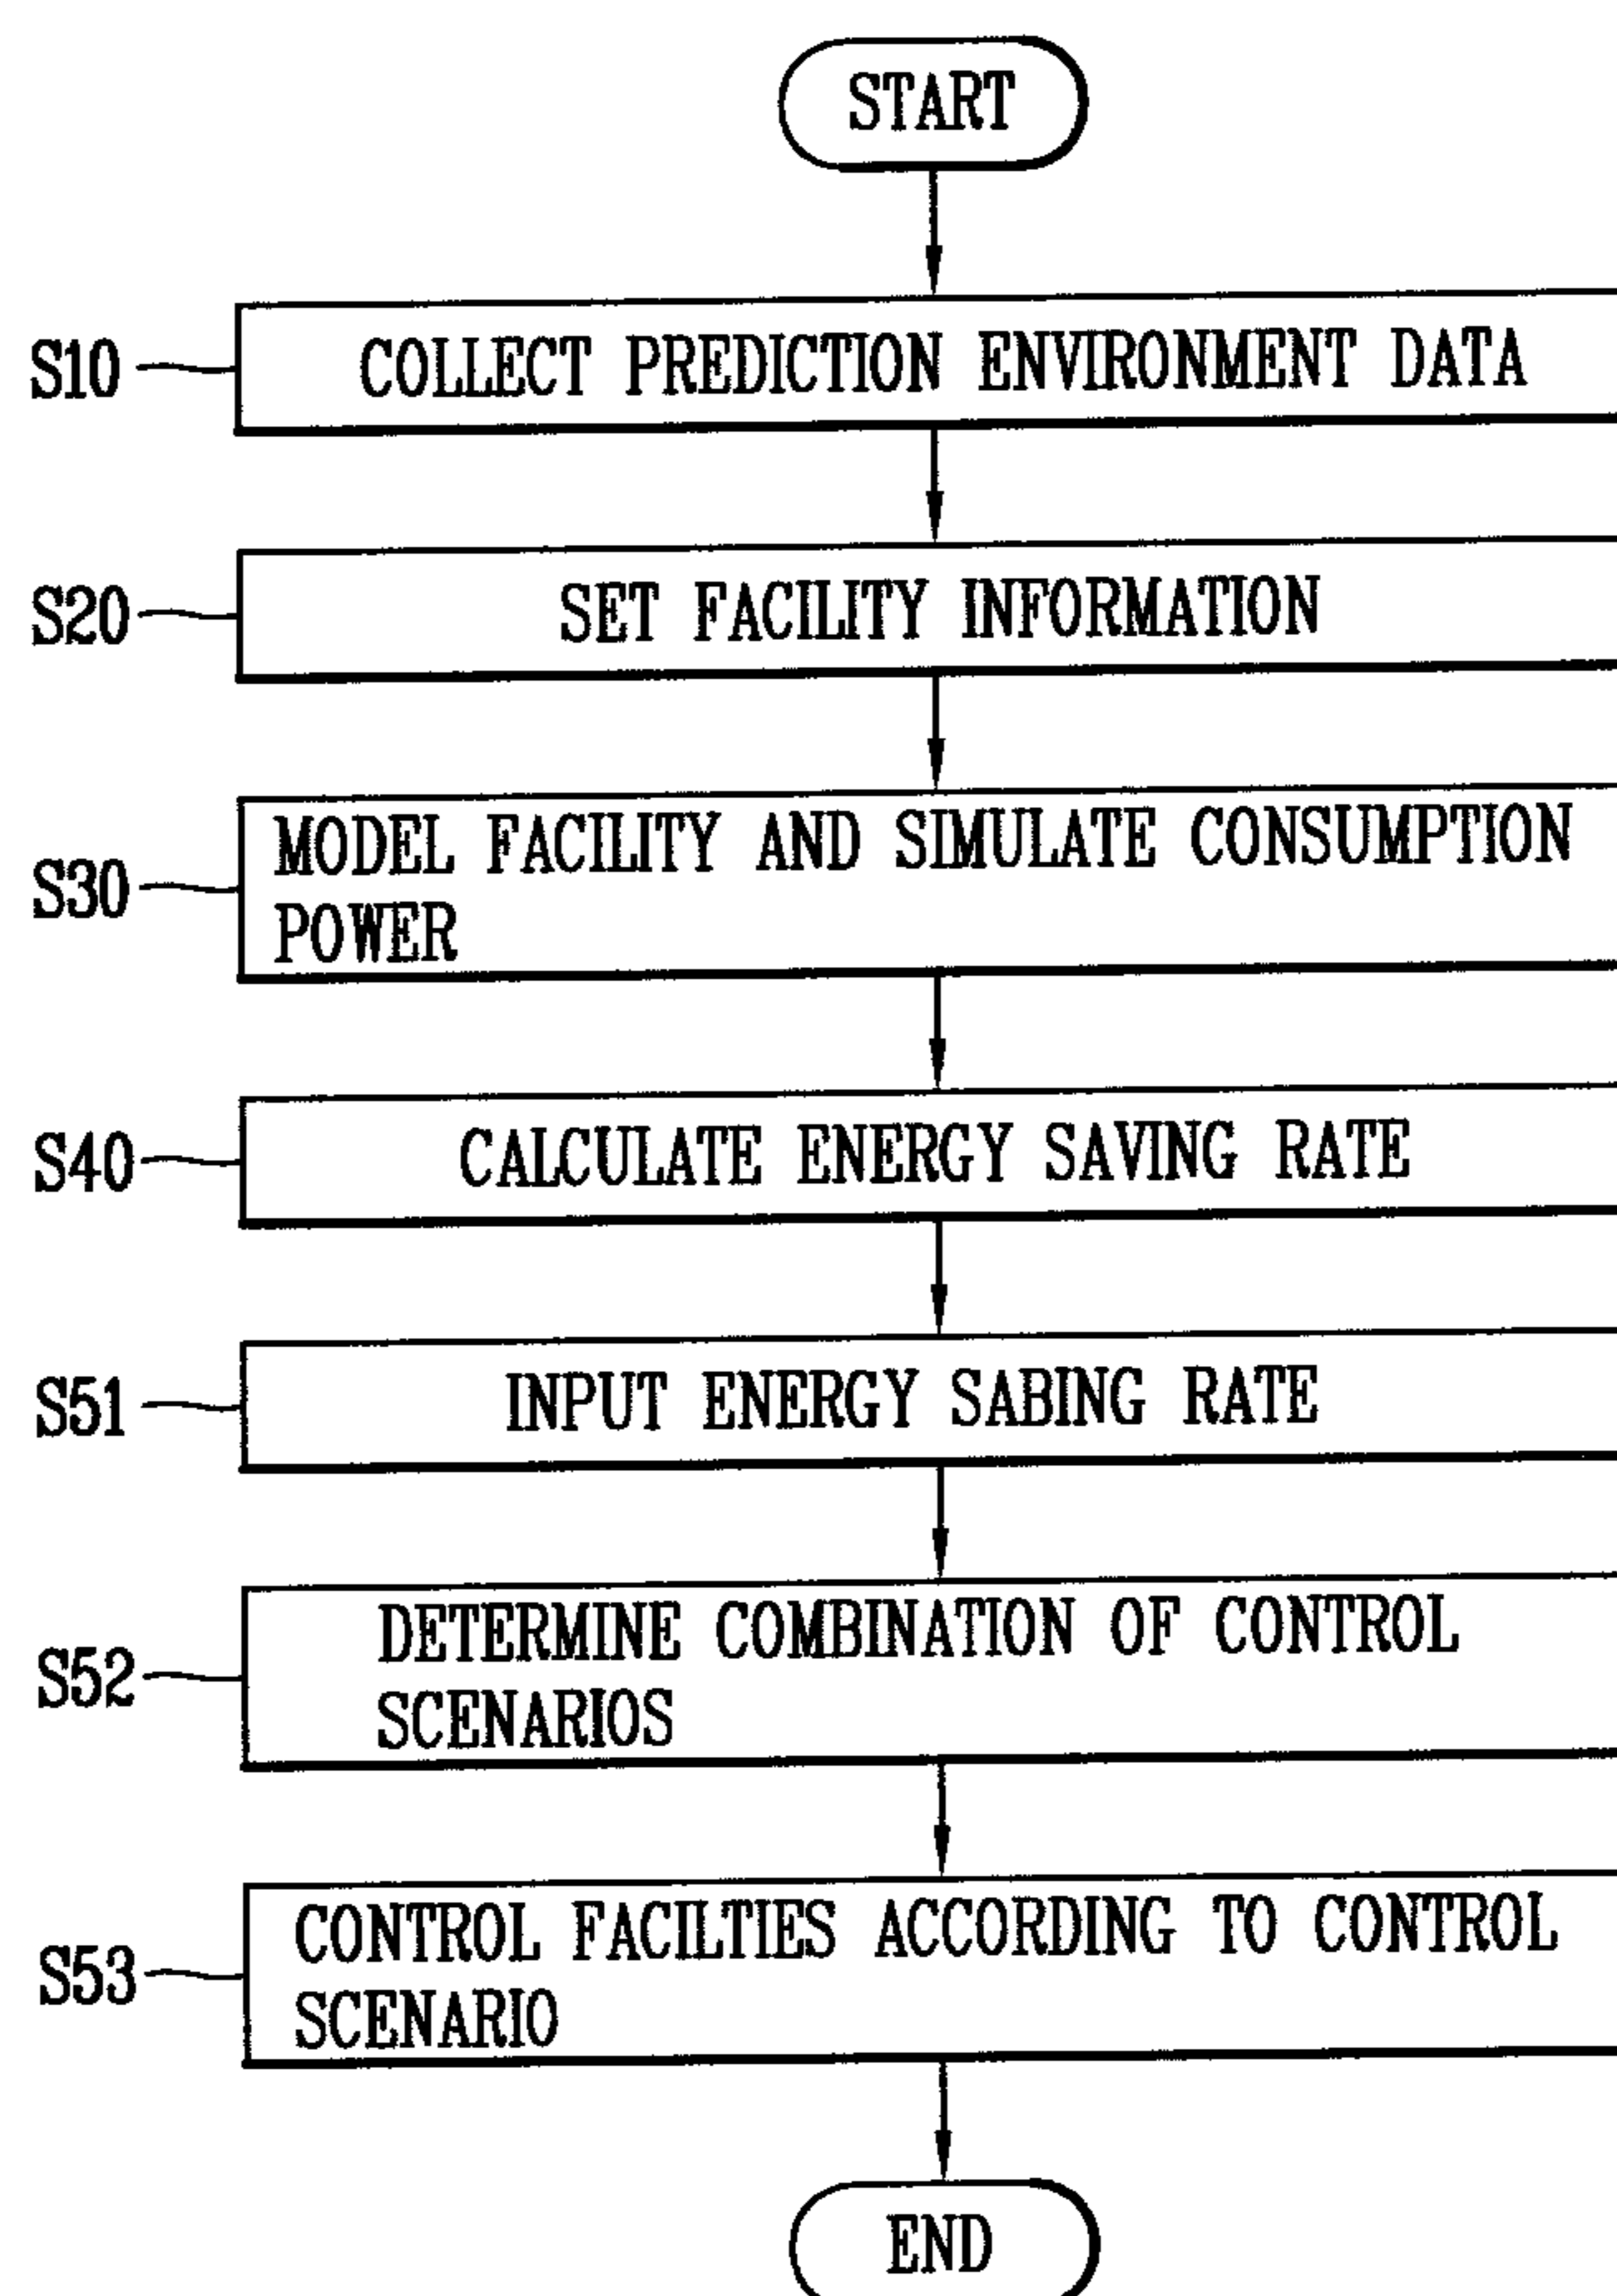 START
S10
COLLECT PREDICTION ENVIRONMENT DATA
S20
SET FACILITY INFORMATION
S30
MODEL FACILITY AND SIMULATE CONSUMPTION
POWER
S40
CALCULATE ENERGY SAVING RATE
S51
INPUT ENERGY SABING RATE
S52
DETERMINE COMBINATION OF CONTROL
SCENARIOS
S53
CONTROL FACILTIES ACCORDING TO CONTROL
SCENARIO
END